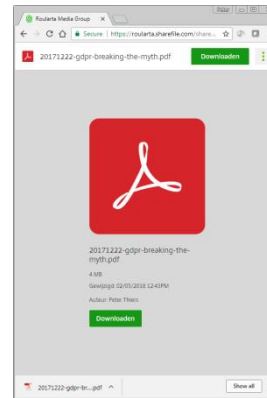 Roularta Media Group
Secure | https://roularta.sharefile.com/share...
20171222-gdpr-breaking-the-myth.pdf
Downloaden
20171222-gdpr-breaking-the-
myth.pdf
4 MB
Gewijzigd: 02/05/2018 12:43PM
Auteur: Peter Thiers
Downloaden
20171222-gdpr-br....pdf
Show all